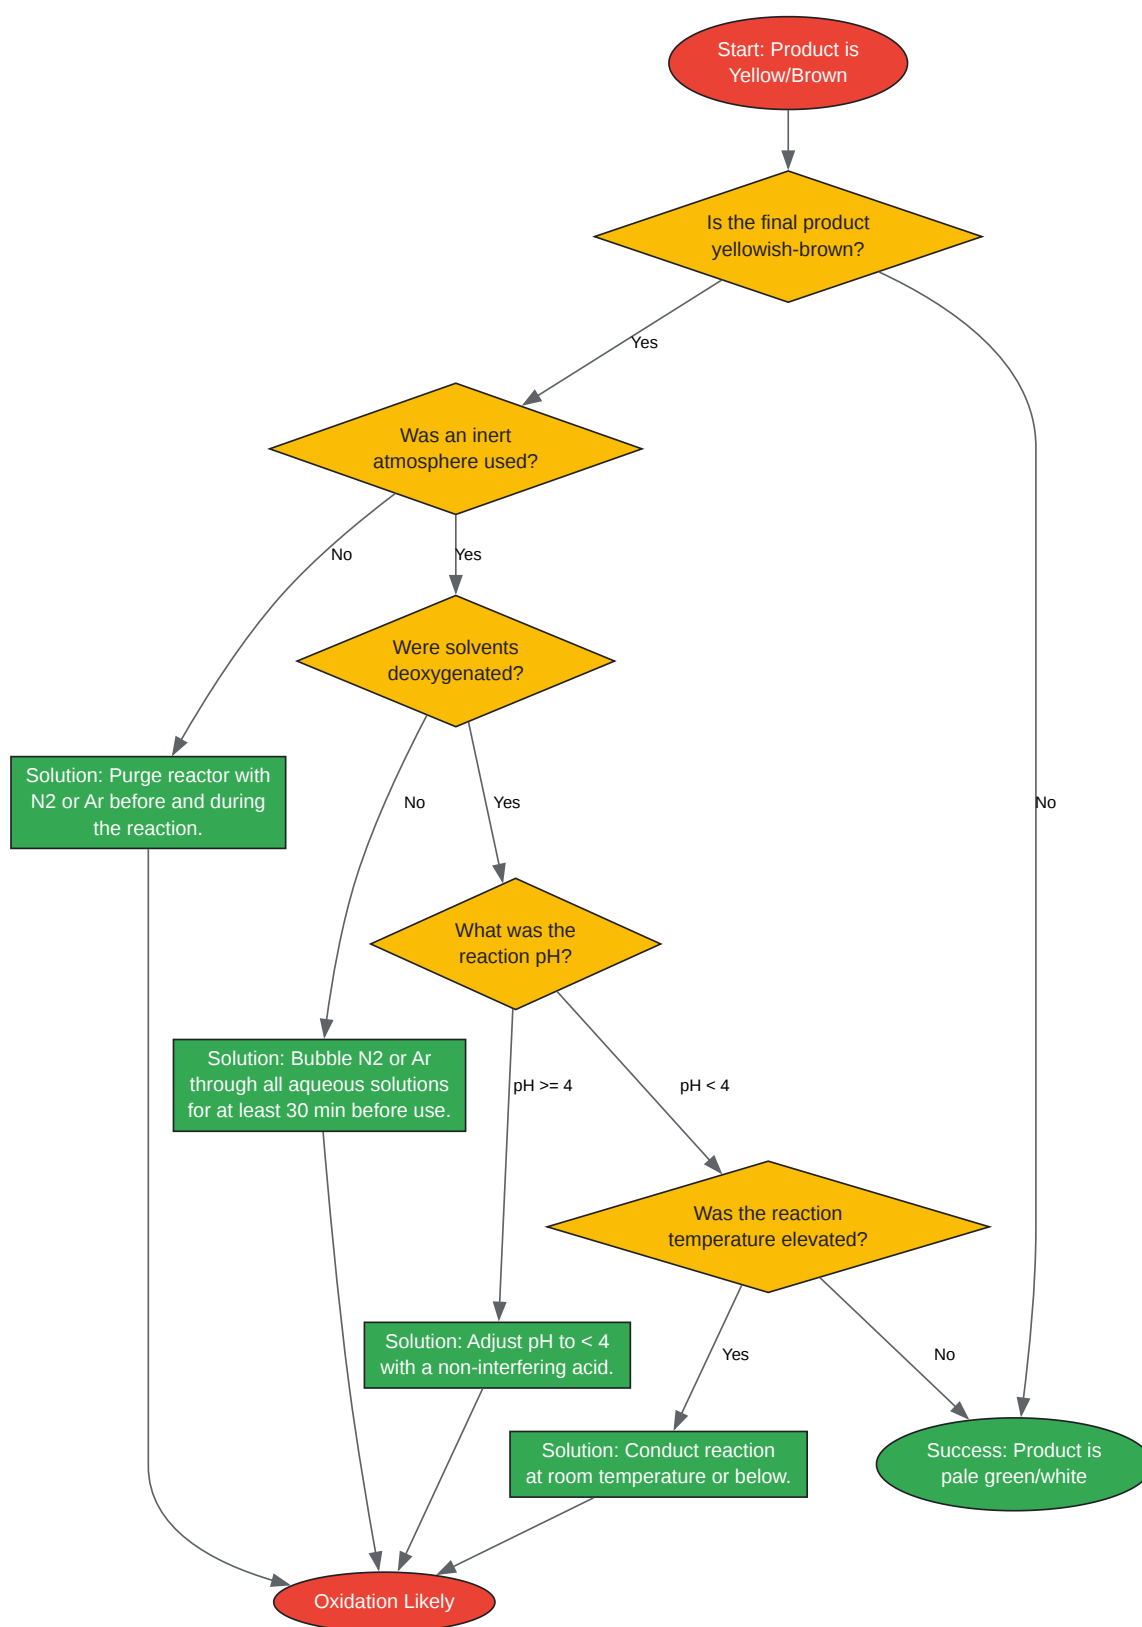 Start: Product is
Yellow/Brown
Is the final product
yellowish-brown?
Yes
Was an inert
atmosphere used?
No
Yes
Were solvents
deoxygenated?
Solution: Purge reactor with
N2 or Ar before and during
the reaction.
No
Yes
No
What was the
reaction pH?
Solution: Bubble N2 or Ar
through all aqueous solutions
for at least 30 min before use.
pH >= 4
pH < 4
Was the reaction
temperature elevated?
Solution: Adjust pH to < 4
with a non-interfering acid.
Yes
No
Solution: Conduct reaction
at room temperature or below.
Success: Product is
pale green/white
Oxidation Likely